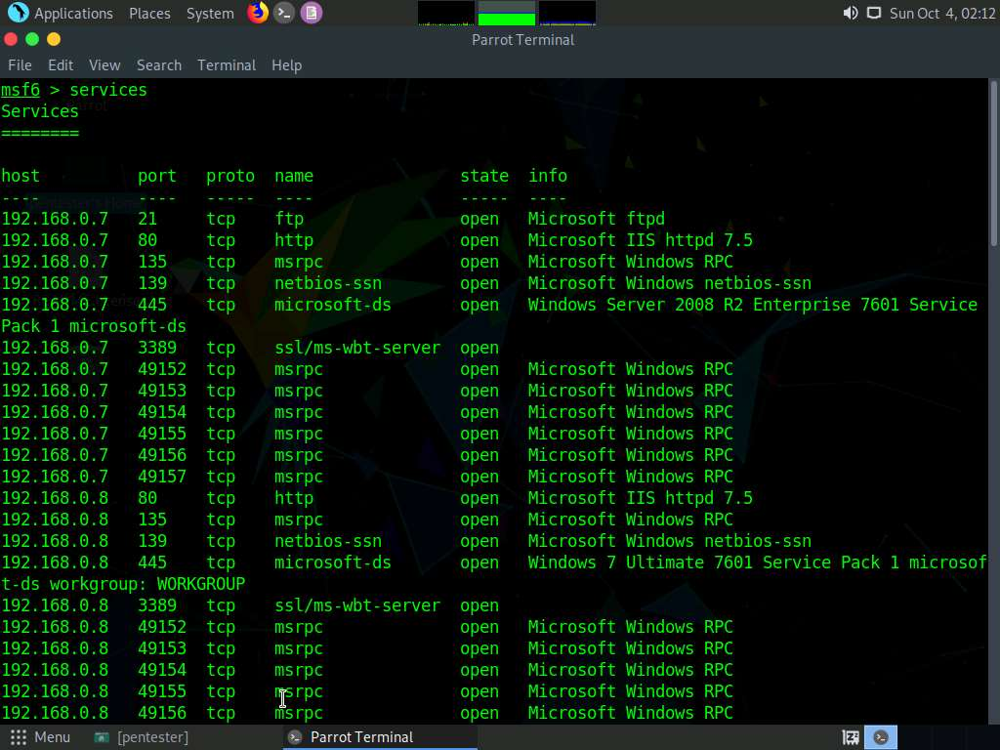 Applications Places System Sun Oct 4, 02:12
Parrot Terminal
File Edit View Search Terminal Help
msf6 > services
Services
========
host port proto name state info
---- ---- ----- ---- ----- ----
192.168.0.7 21 tcp ftp open Microsoft ftpd
192.168.0.7 80 tcp http open Microsoft IIS httpd 7.5
192.168.0.7 135 tcp msrpc open Microsoft Windows RPC
192.168.0.7 139 tcp netbios-ssn open Microsoft Windows netbios-ssn
192.168.0.7 445 tcp microsoft-ds open Windows Server 2008 R2 Enterprise 7601 Service
Pack 1 microsoft-ds
192.168.0.7 3389 tcp ssl/ms-wbt-server open
192.168.0.7 49152 tcp msrpc open Microsoft Windows RPC
192.168.0.7 49153 tcp msrpc open Microsoft Windows RPC
192.168.0.7 49154 tcp msrpc open Microsoft Windows RPC
192.168.0.7 49155 tcp msrpc open Microsoft Windows RPC
192.168.0.7 49156 tcp msrpc open Microsoft Windows RPC
192.168.0.7 49157 tcp msrpc open Microsoft Windows RPC
192.168.0.8 80 tcp http open Microsoft IIS httpd 7.5
192.168.0.8 135 tcp msrpc open Microsoft Windows RPC
192.168.0.8 139 tcp netbios-ssn open Microsoft Windows netbios-ssn
192.168.0.8 445 tcp microsoft-ds open Windows 7 Ultimate 7601 Service Pack 1 microsof
t-ds workgroup: WORKGROUP
192.168.0.8 3389 tcp ssl/ms-wbt-server open
192.168.0.8 49152 tcp msrpc open Microsoft Windows RPC
192.168.0.8 49153 tcp msrpc open Microsoft Windows RPC
192.168.0.8 49154 tcp msrpc open Microsoft Windows RPC
192.168.0.8 49155 tcp msrpc open Microsoft Windows RPC
192.168.0.8 49156 tcp msrpc open Microsoft Windows RPC
Menu [pentester] Parrot Terminal